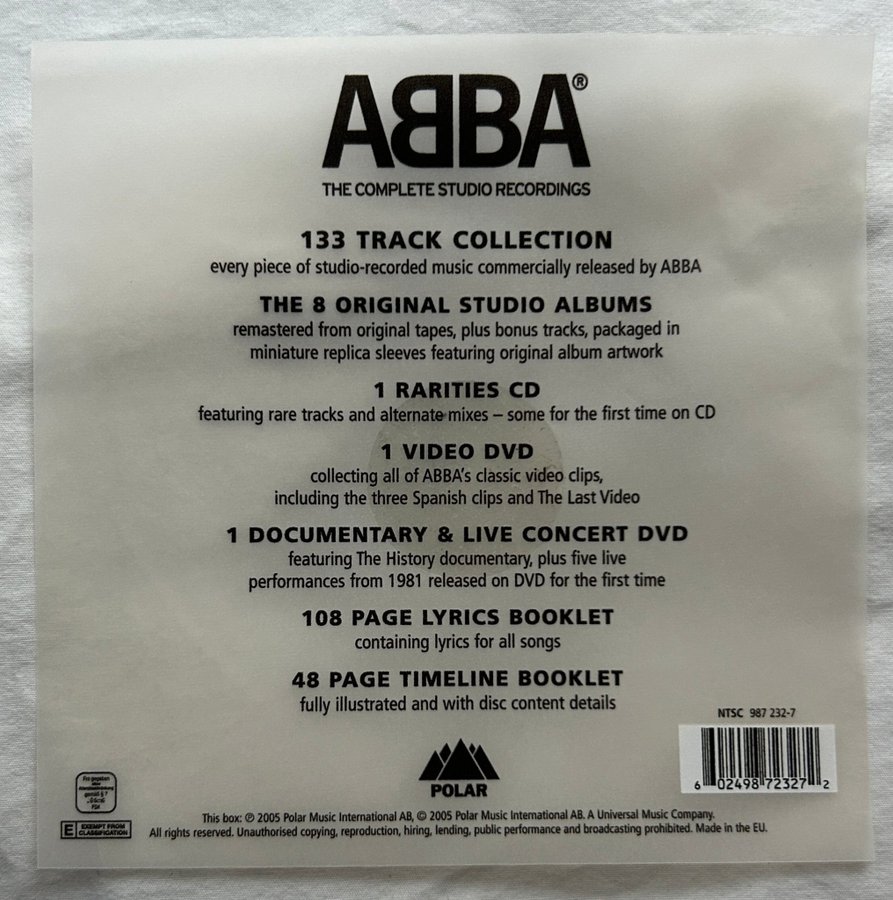 ABBA®
THE COMPLETE STUDIO RECORDINGS
133 TRACK COLLECTION
every piece of studio-recorded music commercially released by ABBA
THE 8 ORIGINAL STUDIO ALBUMS
remastered from original tapes, plus bonus tracks, packaged in
miniature replica sleeves featuring original album artwork
1 RARITIES CD
featuring rare tracks and alternate mixes – some for the first time on CD
1 VIDEO DVD
collecting all of ABBA's classic video clips,
including the three Spanish clips and The Last Video
1 DOCUMENTARY & LIVE CONCERT DVD
featuring The History documentary, plus five live
performances from 1981 released on DVD for the first time
108 PAGE LYRICS BOOKLET
containing lyrics for all songs
48 PAGE TIMELINE BOOKLET
fully illustrated and with disc content details
NTSC 987 232-7
6 02498 72327 2
POLAR
E EXEMPT FROM
CLASSIFICATION
This box: ℗ 2005 Polar Music International AB, © 2005 Polar Music International AB. A Universal Music Company.
All rights reserved. Unauthorised copying, reproduction, hiring, lending, public performance and broadcasting prohibited. Made in the EU.